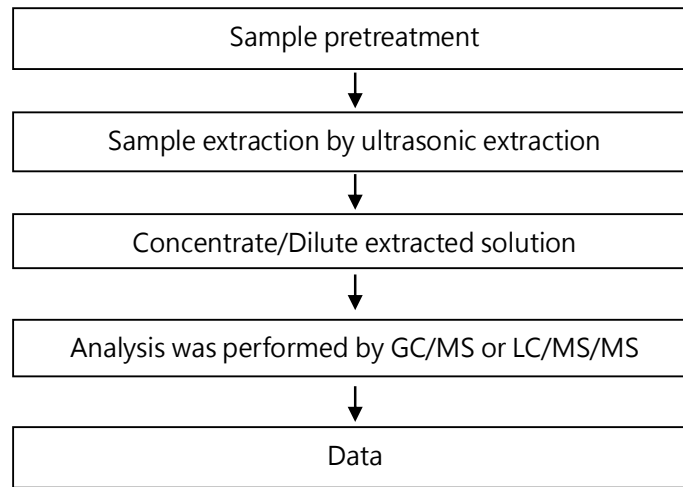 Sample pretreatment
Sample extraction by ultrasonic extraction
Concentrate/Dilute extracted solution
Analysis was performed by GC/MS or LC/MS/MS
Data